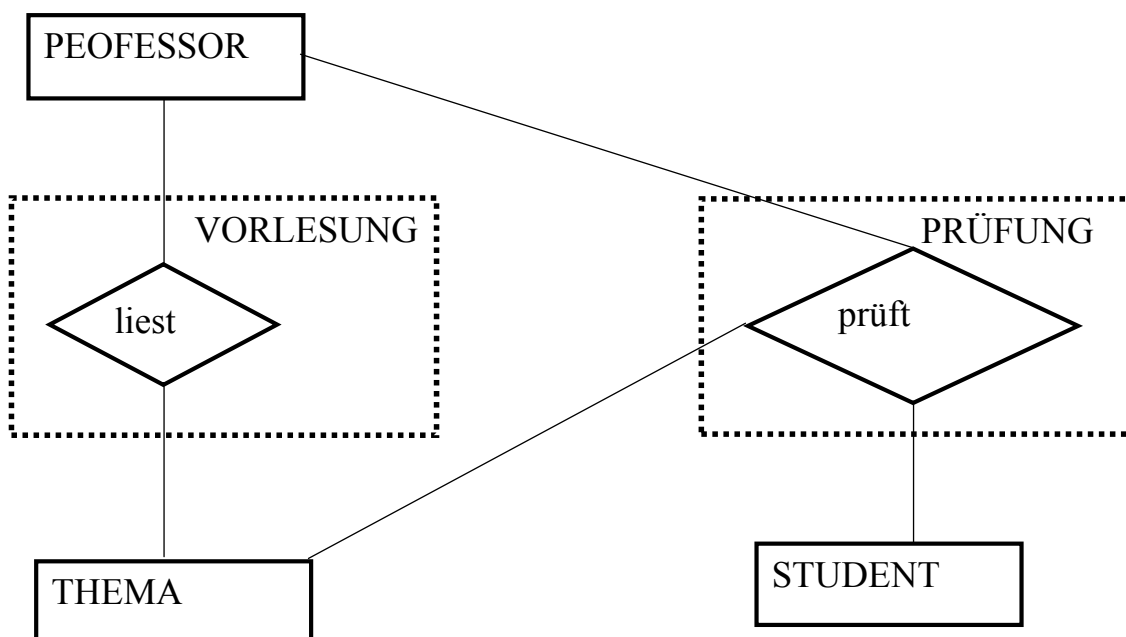 PEOFESSOR
VORLESUNG
PRÜFUNG
liest
prüft
THEMA
STUDENT